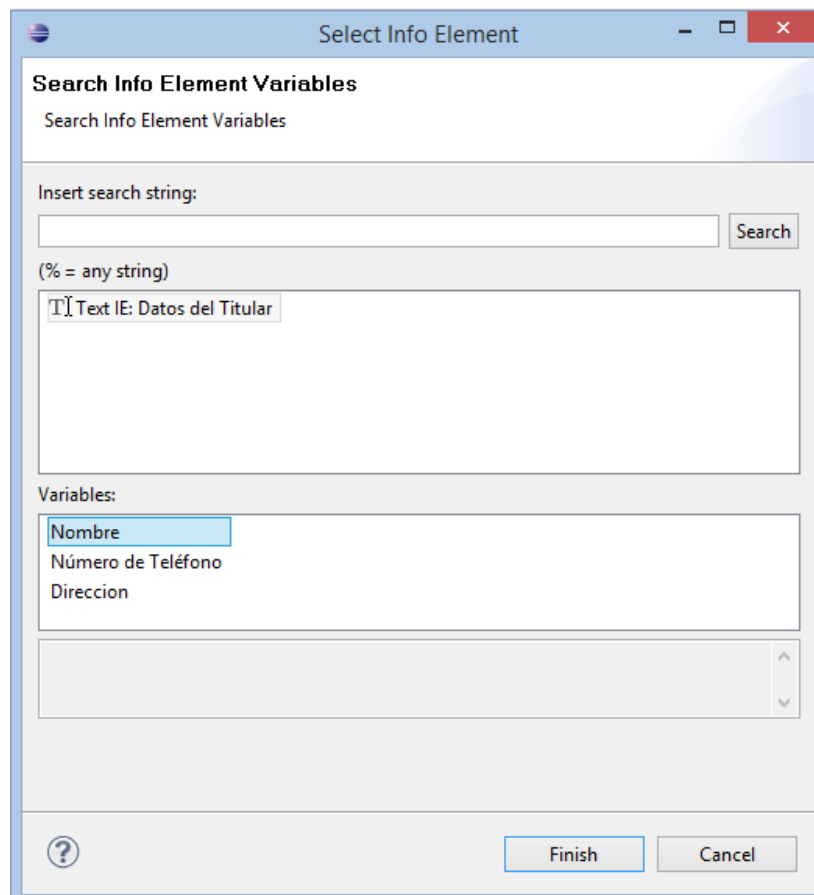 Select Info Element
Search Info Element Variables
Search Info Element Variables
Insert search string:
Search
(% = any string)
Text IE: Datos del Titular
Variables:
Nombre
Número de Teléfono
Direccion
Finish
Cancel